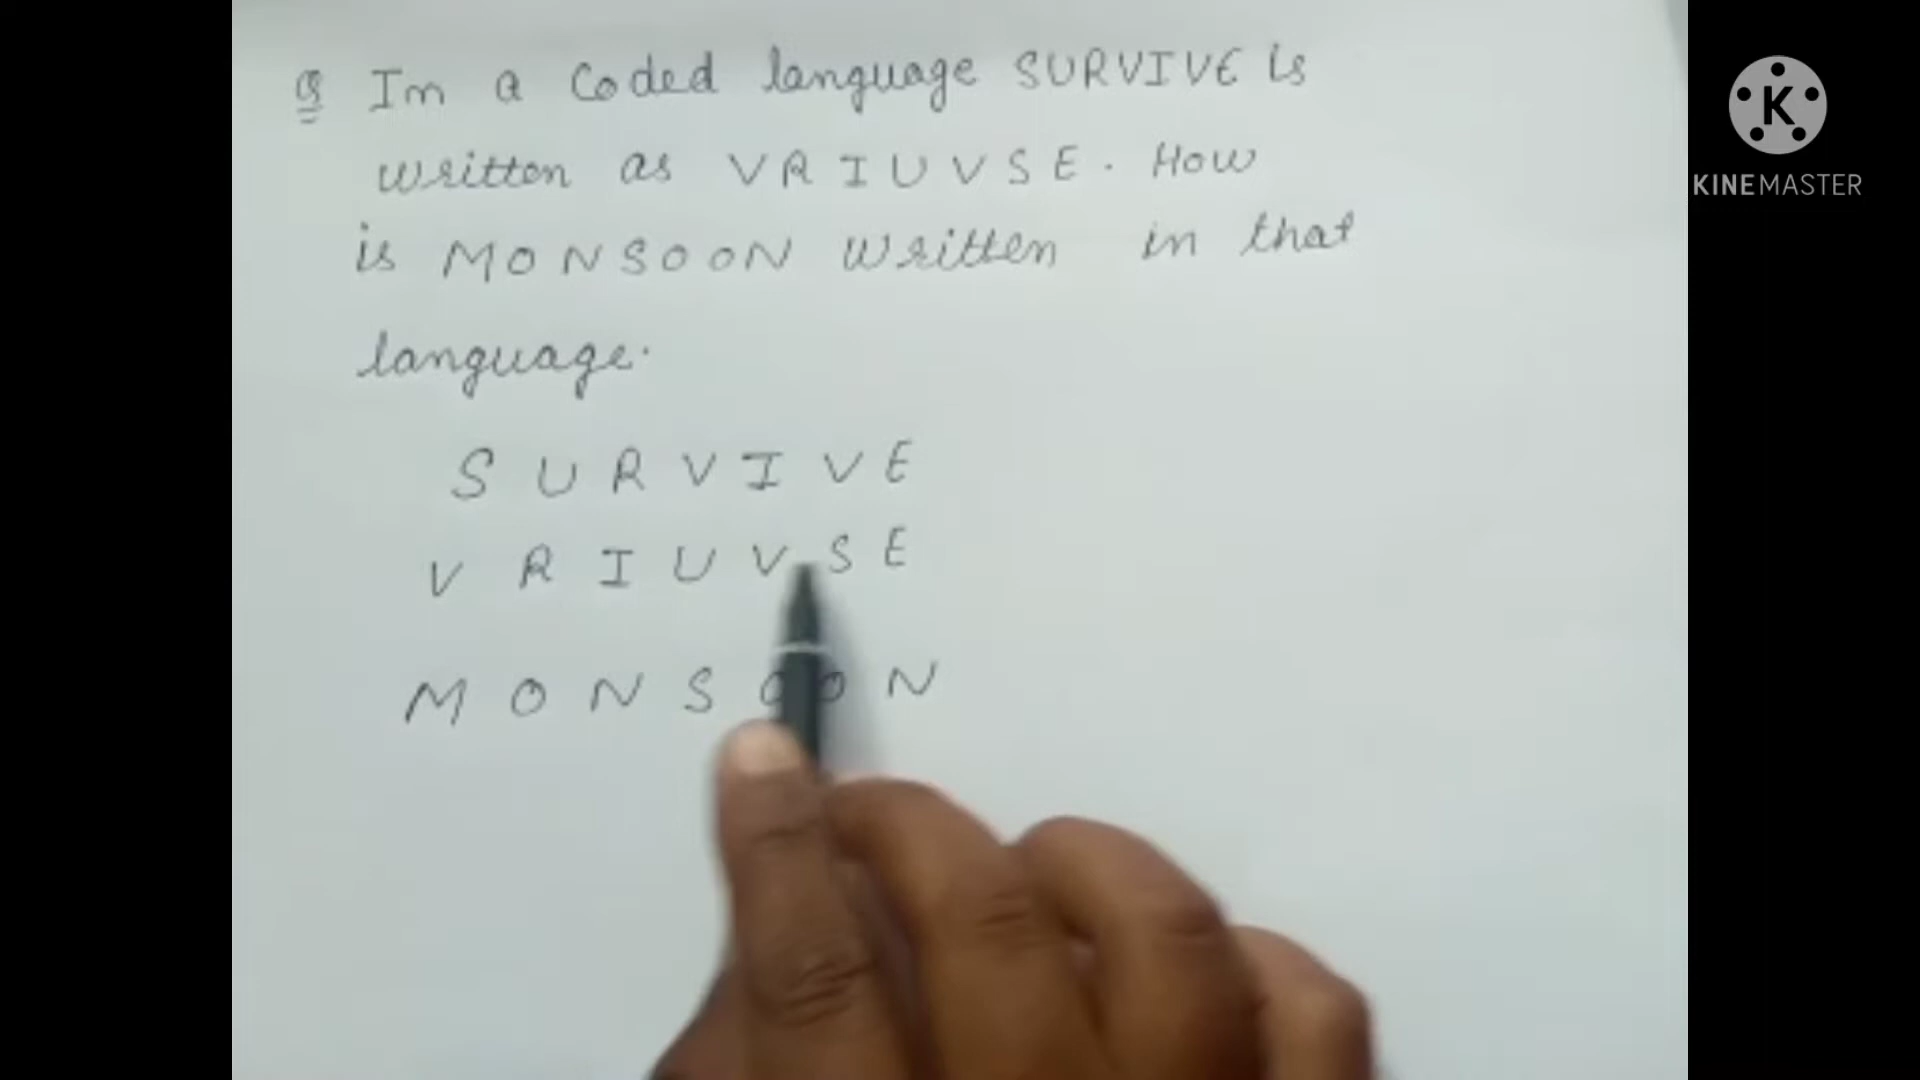 Q In a Coded language SURVIVE is
written as VRIUVSE. How
is MONSOON written in that
language.
S U R V I V E
V R I U V S E
M O N S O O N
K
KINEMASTER